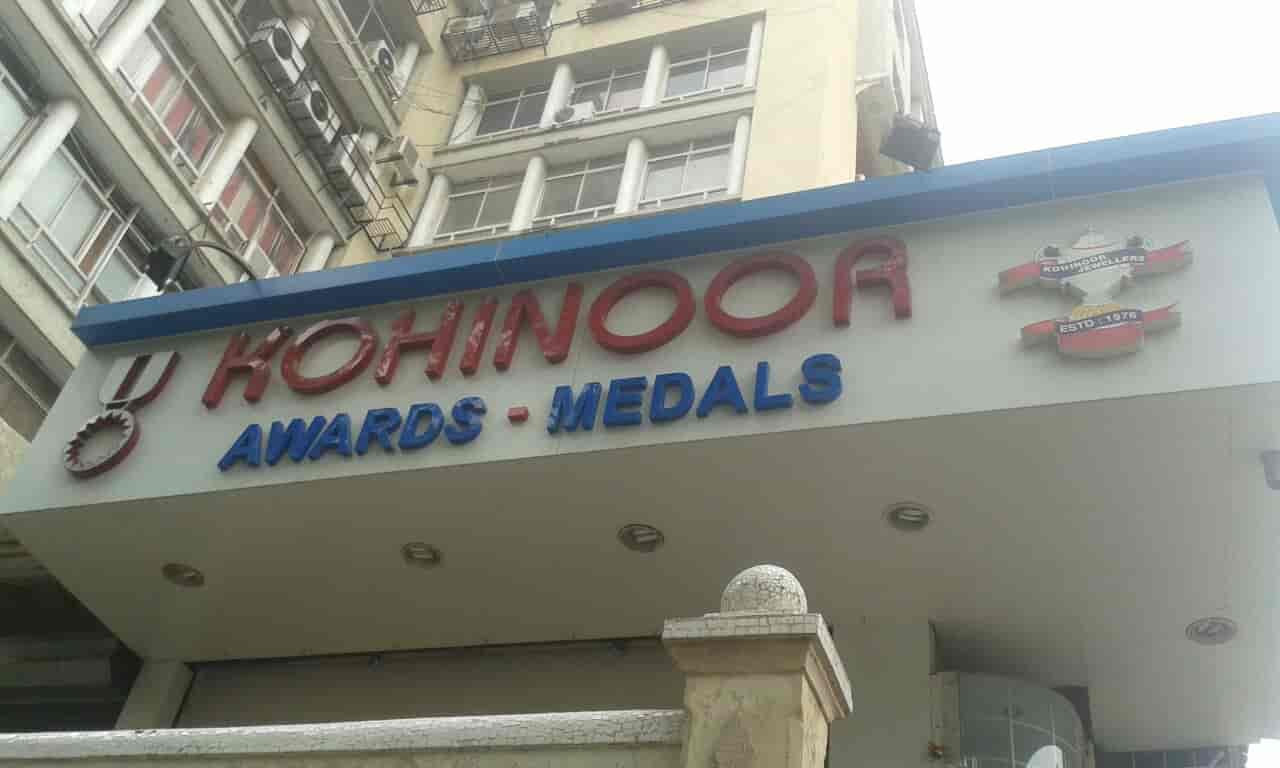 KOHINOOR
AWARDS - MEDALS
KOHINOOR
JEWELLERS
ESTD : 1976